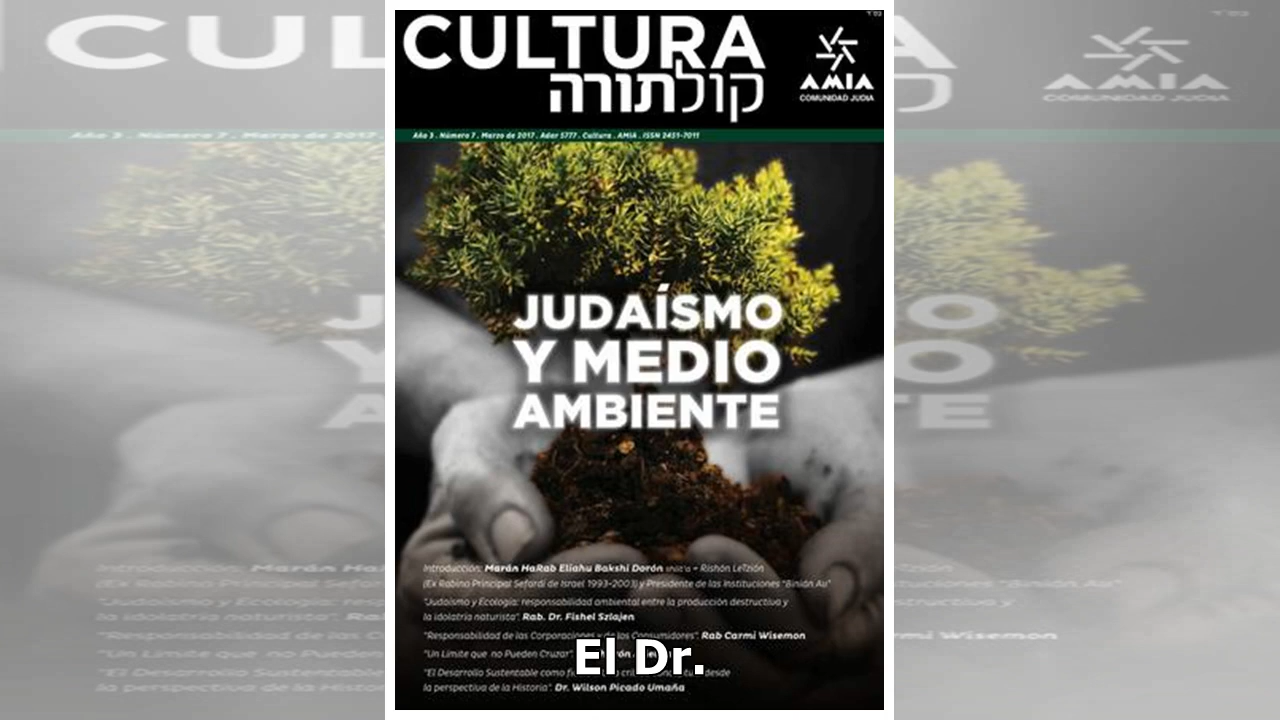 בס״ד
CULTURA
קולתורה
AMIA
COMUNIDAD JUDIA
Año 3 . Número 7 . Marzo de 2017 . Adar 5777 . Cultura . AMIA . ISSN 2451-7011
JUDAÍSMO
Y MEDIO
AMBIENTE
Introducción: Marán HaRab Eliahu Bakshi Dorón shlit'a - Rishón LeTzión
(Ex Rabino Principal Sefardí de Israel 1993-2003) y Presidente de las Instituciones "Binián Av"
"Judaísmo y Ecología: responsabilidad ambiental entre la producción destructiva y
la idolatría naturista". Rab. Dr. Fishel Szlajen
"Responsabilidad de las Corporaciones y de los Consumidores". Rab Carmi Wisemon
"Un Límite que no Pueden Cruzar".
"El Desarrollo Sustentable como desde
la perspectiva de la Historia". Dr. Wilson Picado Umaña
El Dr.